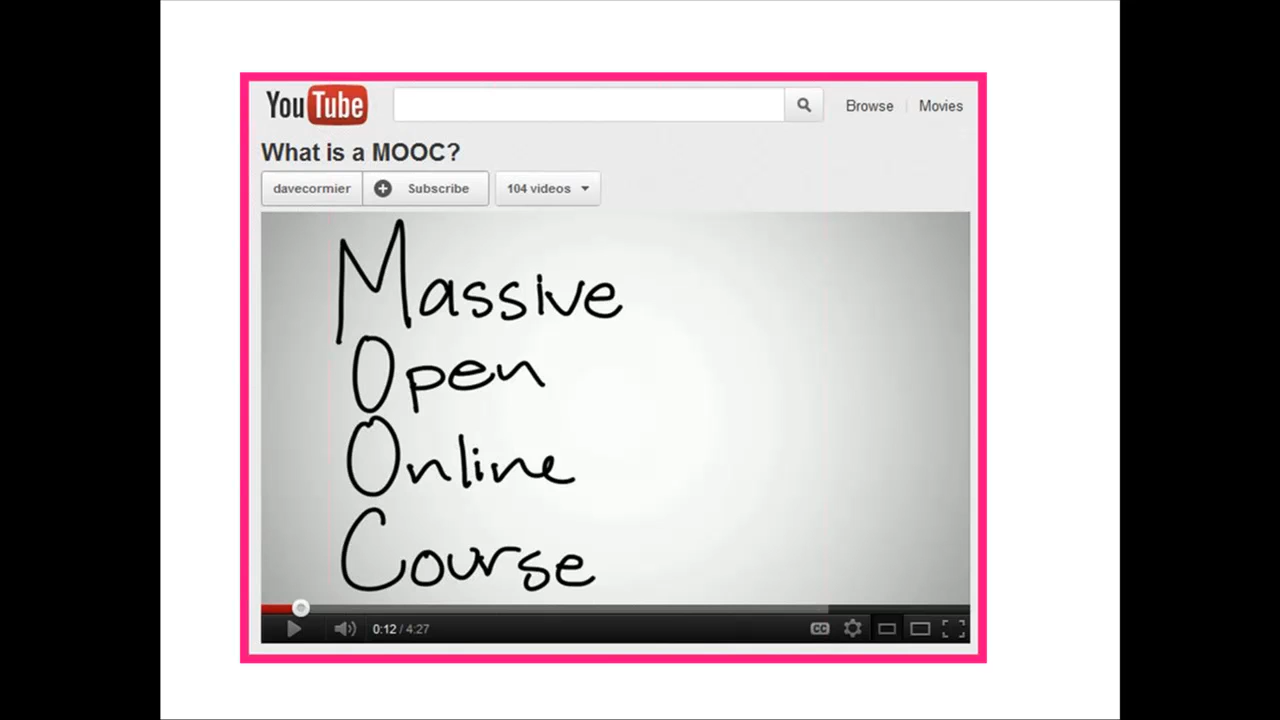 YouTube
Browse Movies
What is a MOOC?
davecormier Subscribe 104 videos
Massive
Open
Online
Course
0:12 / 4:27 CC